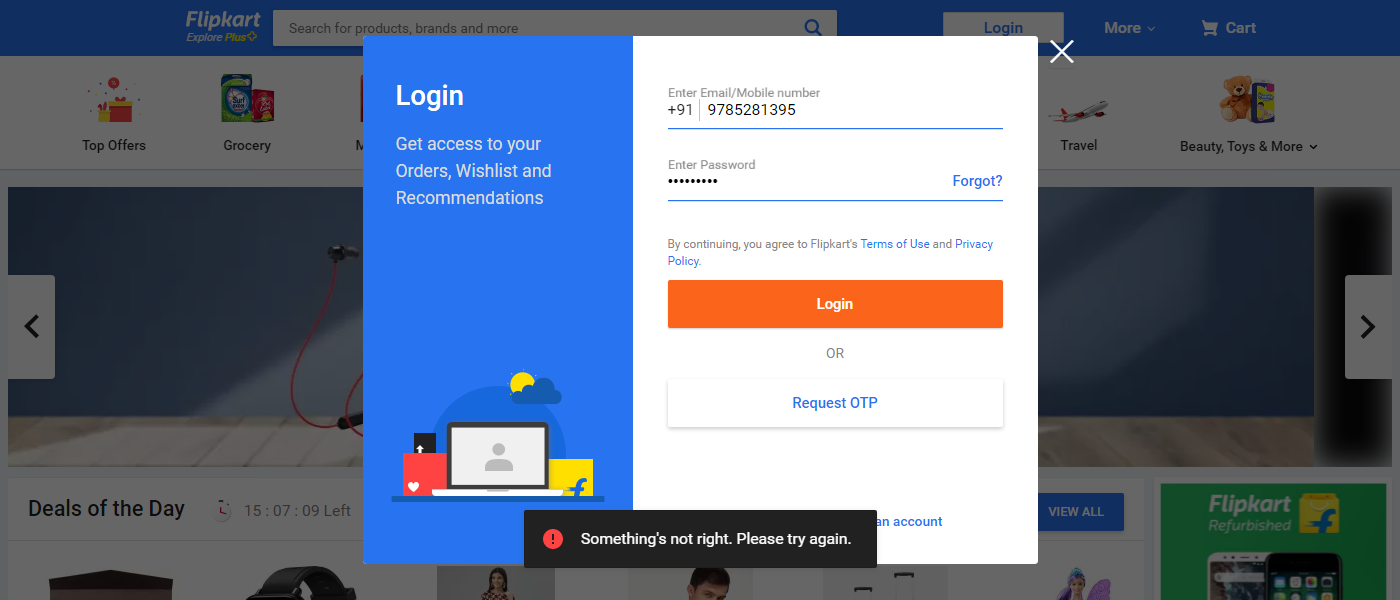 Flipkart
Explore Plus
Search for products, brands and more
Login
More
Cart
Top Offers
Grocery
M
Travel
Beauty, Toys & More
Login
Get access to your
Orders, Wishlist and
Recommendations
Enter Email/Mobile number
+91 9785281395
Enter Password
Forgot?
By continuing, you agree to Flipkart's Terms of Use and Privacy
Policy.
Login
OR
Request OTP
an account
Something's not right. Please try again.
Deals of the Day
15 : 07 : 09 Left
VIEW ALL
Flipkart
Refurbished